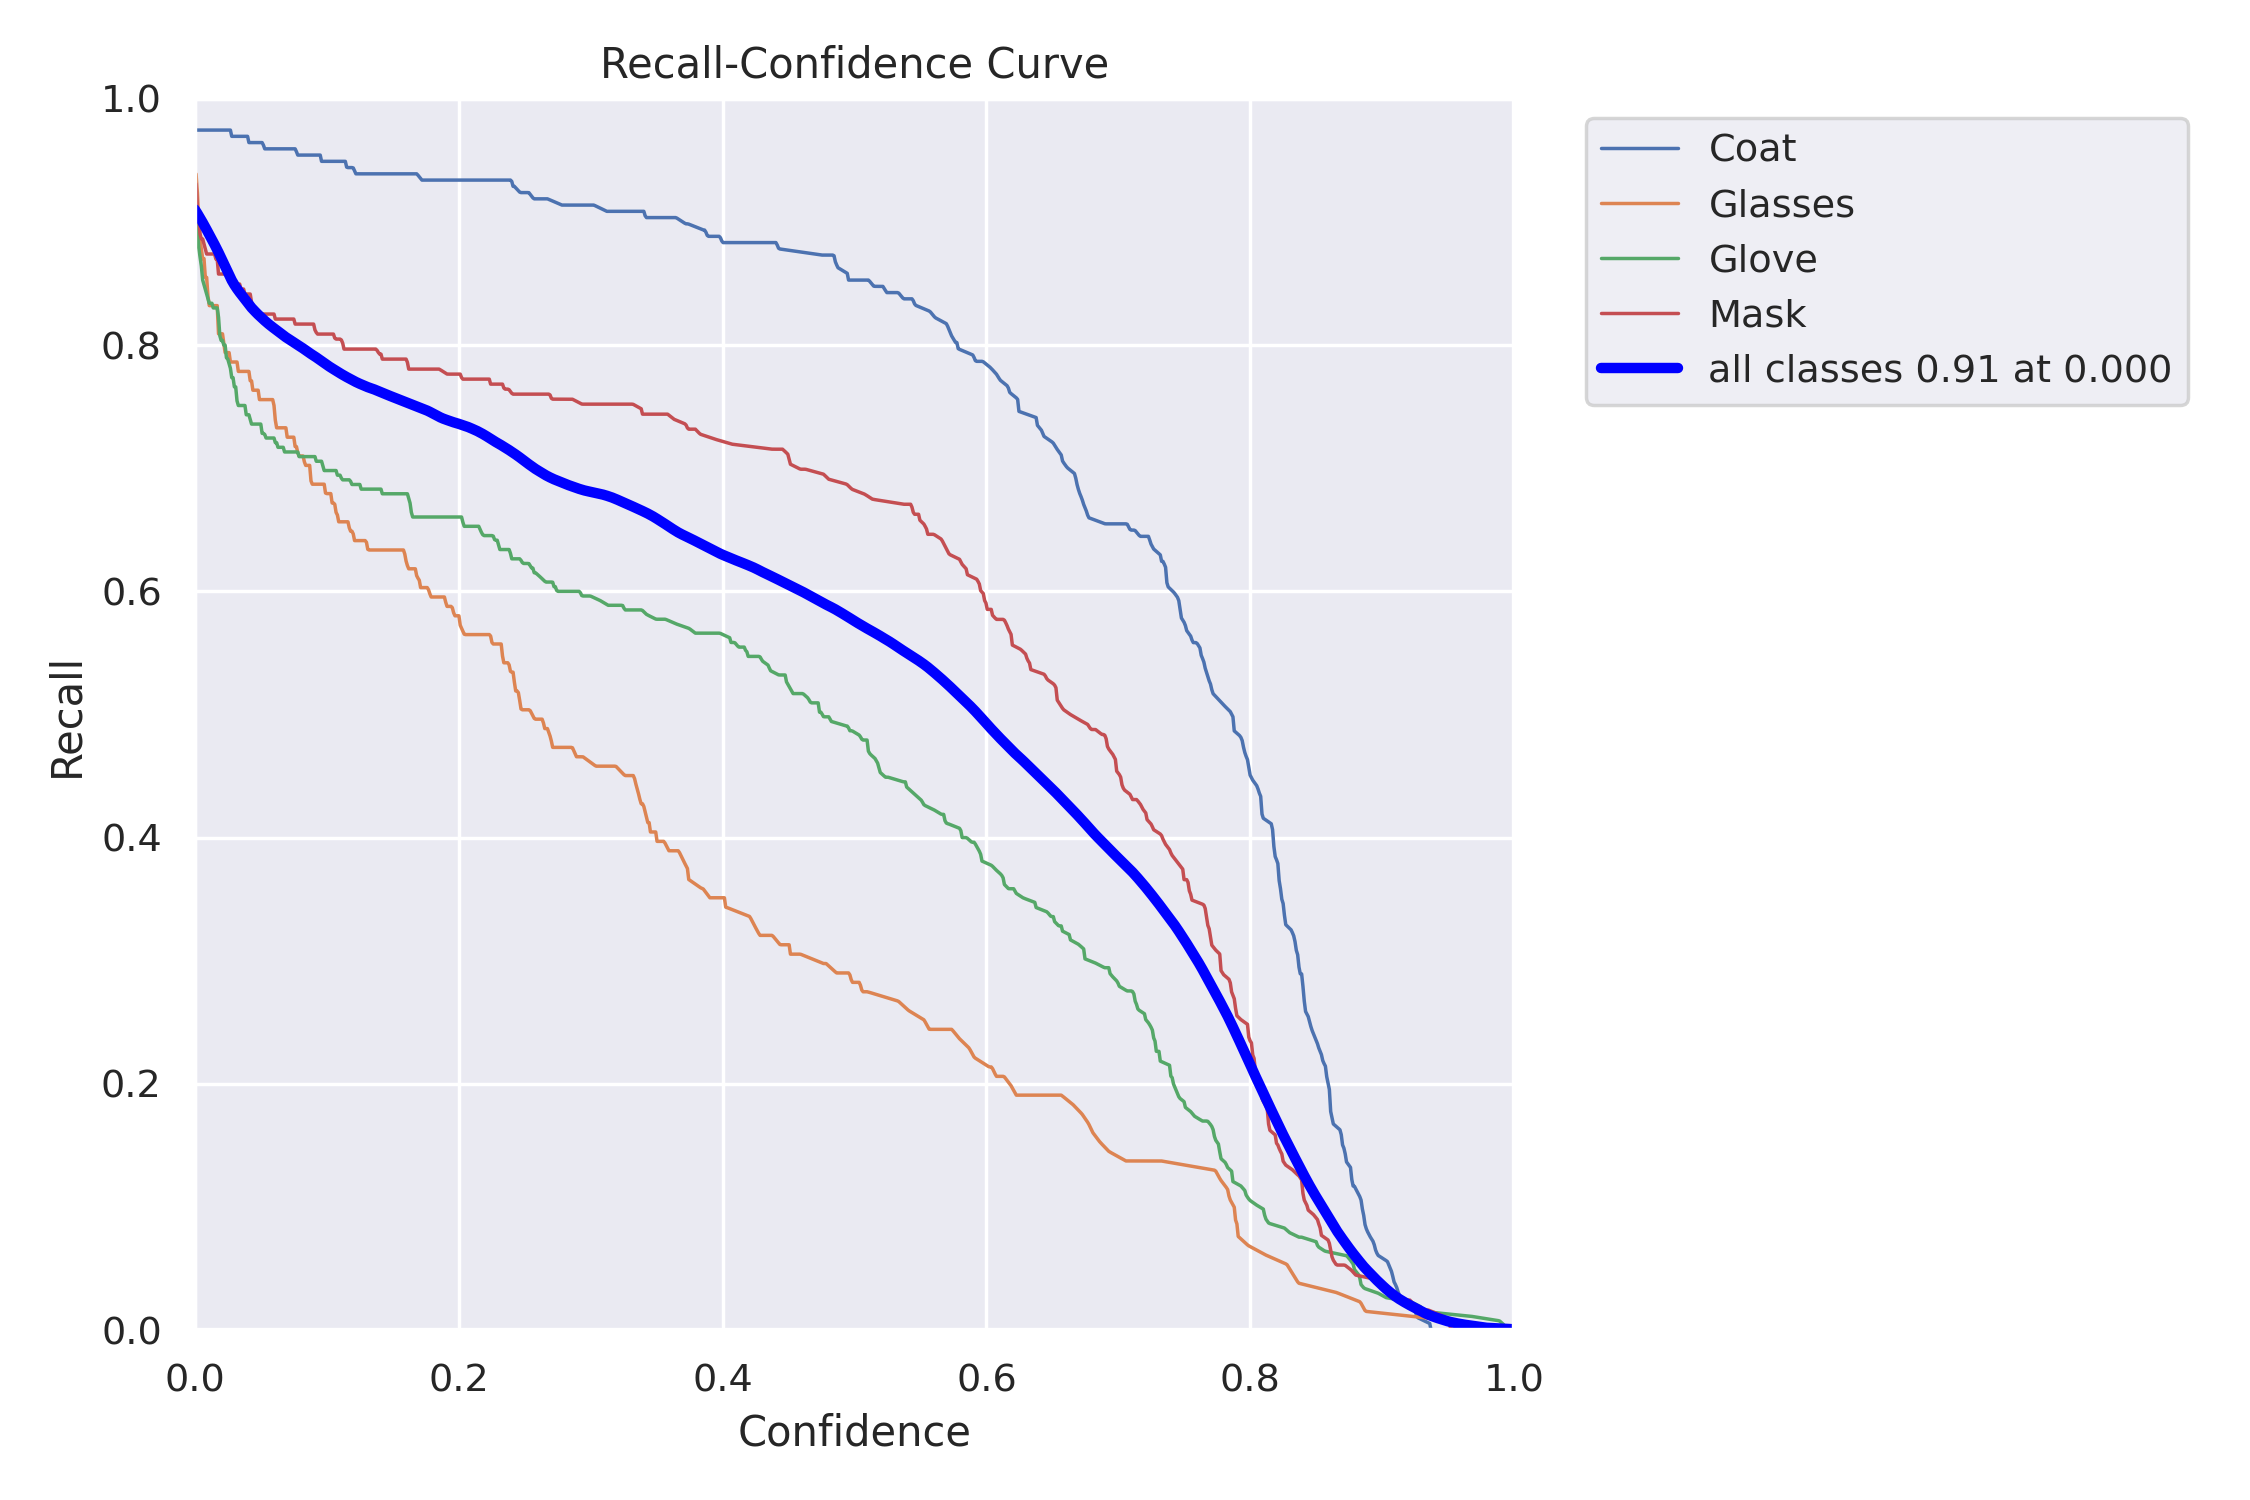 Recall-Confidence Curve
1.0
0.8
0.6
0.4
0.2
0.0
Recall
0.0 0.2 0.4 0.6 0.8 1.0
Confidence
Coat
Glasses
Glove
Mask
all classes 0.91 at 0.000